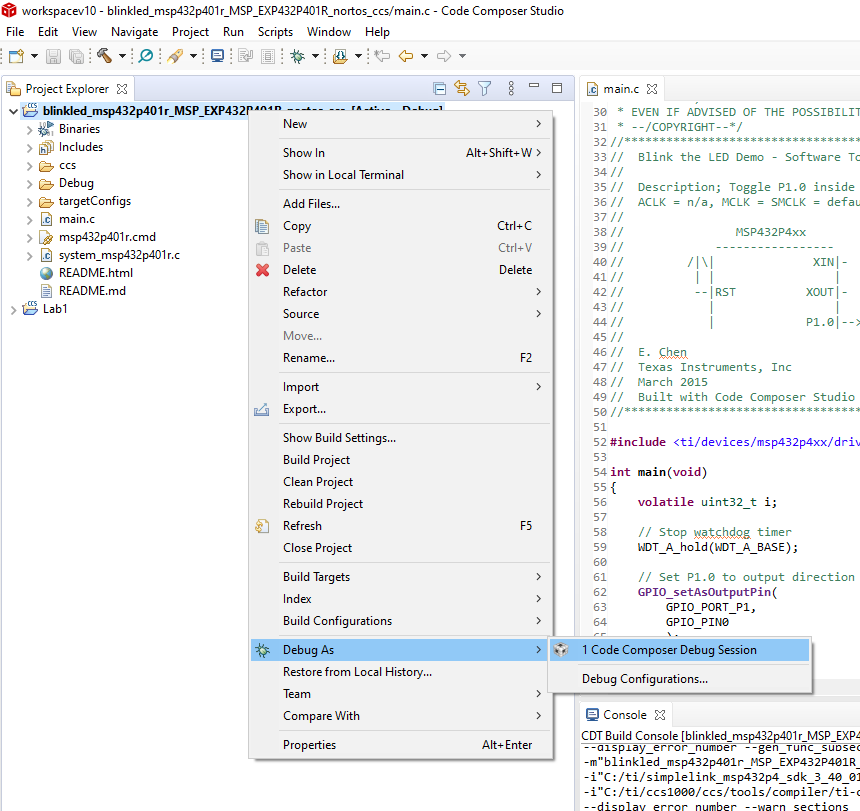 workspacev10 - blinkled_msp432p401r_MSP_EXP432P401R_nortos_ccs/main.c - Code Composer Studio
File Edit View Navigate Project Run Scripts Window Help
Project Explorer
blinkled_msp432p401r_MSP_EXP432P401R_nortos_ccs [Active - Debug]
Binaries
Includes
ccs
Debug
targetConfigs
main.c
msp432p401r.cmd
system_msp432p401r.c
README.html
README.md
Lab1
New
Show In Alt+Shift+W
Show in Local Terminal
Add Files...
Copy Ctrl+C
Paste Ctrl+V
Delete Delete
Refactor
Source
Move...
Rename... F2
Import
Export...
Show Build Settings...
Build Project
Clean Project
Rebuild Project
Refresh F5
Close Project
Build Targets
Index
Build Configurations
Debug As
Restore from Local History...
Team
Compare With
Properties Alt+Enter
1 Code Composer Debug Session
Debug Configurations...
main.c
30 * EVEN IF ADVISED OF THE POSSIBILIT
31 * --/COPYRIGHT--*/
32 //***********************************
33 // Blink the LED Demo - Software To
34 //
35 // Description; Toggle P1.0 inside
36 // ACLK = n/a, MCLK = SMCLK = defau
37 //
38 // MSP432P4xx
39 // -----------------
40 // /|\| XIN|-
41 // | | |
42 // --|RST XOUT|-
43 // | |
44 // | P1.0|-->
45 //
46 // E. Chen
47 // Texas Instruments, Inc
48 // March 2015
49 // Built with Code Composer Studio
50 //***********************************
51
52 #include <ti/devices/msp432p4xx/driv
53
54 int main(void)
55 {
56 volatile uint32_t i;
57
58 // Stop watchdog timer
59 WDT_A_hold(WDT_A_BASE);
60
61 // Set P1.0 to output direction
62 GPIO_setAsOutputPin(
63 GPIO_PORT_P1,
64 GPIO_PIN0
Console
CDT Build Console [blinkled_msp432p401r_MSP_EXP4
--display_error_number --gen_func_subsec
-m"blinkled_msp432p401r_MSP_EXP432P401R_
-i"C:/ti/simplelink_msp432p4_sdk_3_40_01
-i"C:/ti/ccs1000/ccs/tools/compiler/ti-c
--display_error_number --warn_sections